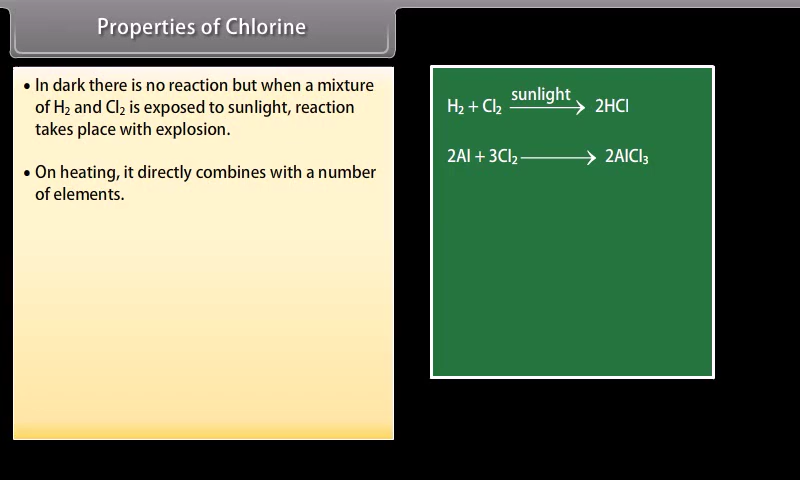 Properties of Chlorine
• In dark there is no reaction but when a mixture
of H₂ and Cl₂ is exposed to sunlight, reaction
takes place with explosion.
• On heating, it directly combines with a number
of elements.
sunlight
H₂ + Cl₂ ⟶ 2HCl
2Al + 3Cl₂ ⟶ 2AlCl₃